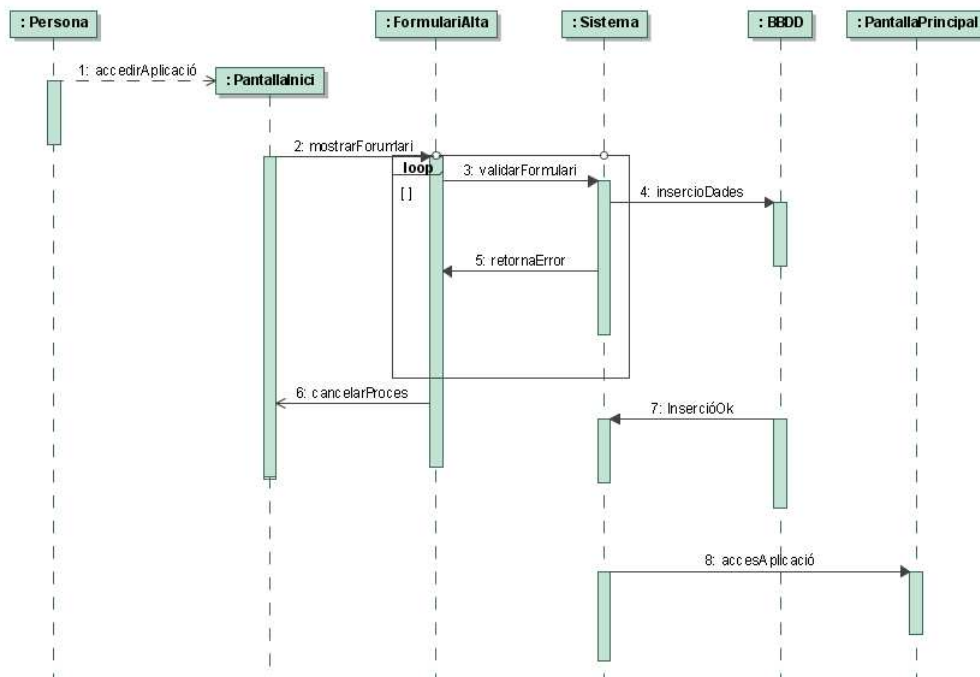 : Persona
: FormulariAlta
: Sistema
: BBDD
: PantallaPrincipal
1: accedirAplicació
: PantallaInici
2: mostrarForumlari
loop
3: validarFormulari
[ ]
4: insercioDades
5: retornaError
6: cancelarProces
7: InsercióOk
8: accesAplicació